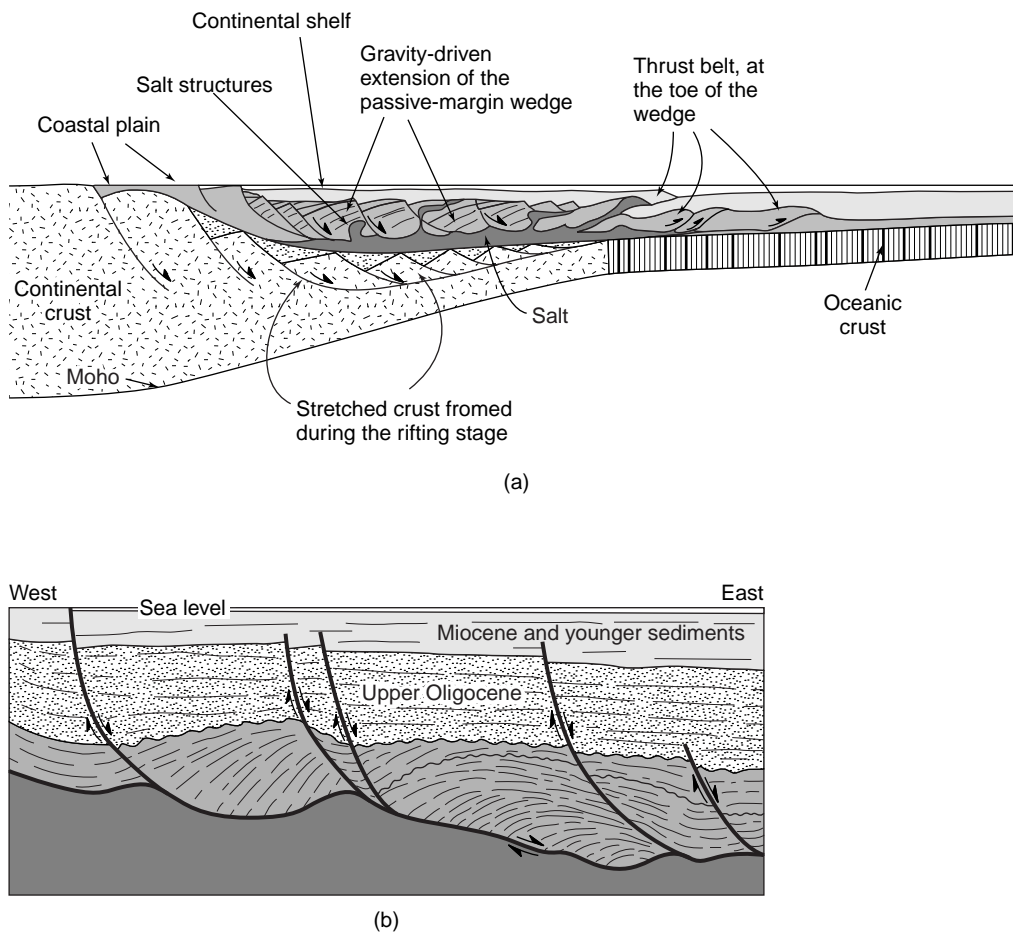 Continental shelf
Gravity-driven
extension of the
passive-margin wedge
Thrust belt, at
the toe of the
wedge
Salt structures
Coastal plain
Continental
crust
Salt
Oceanic
crust
Moho
Stretched crust fromed
during the rifting stage
(a)
West
East
Sea level
Miocene and younger sediments
Upper Oligocene
(b)